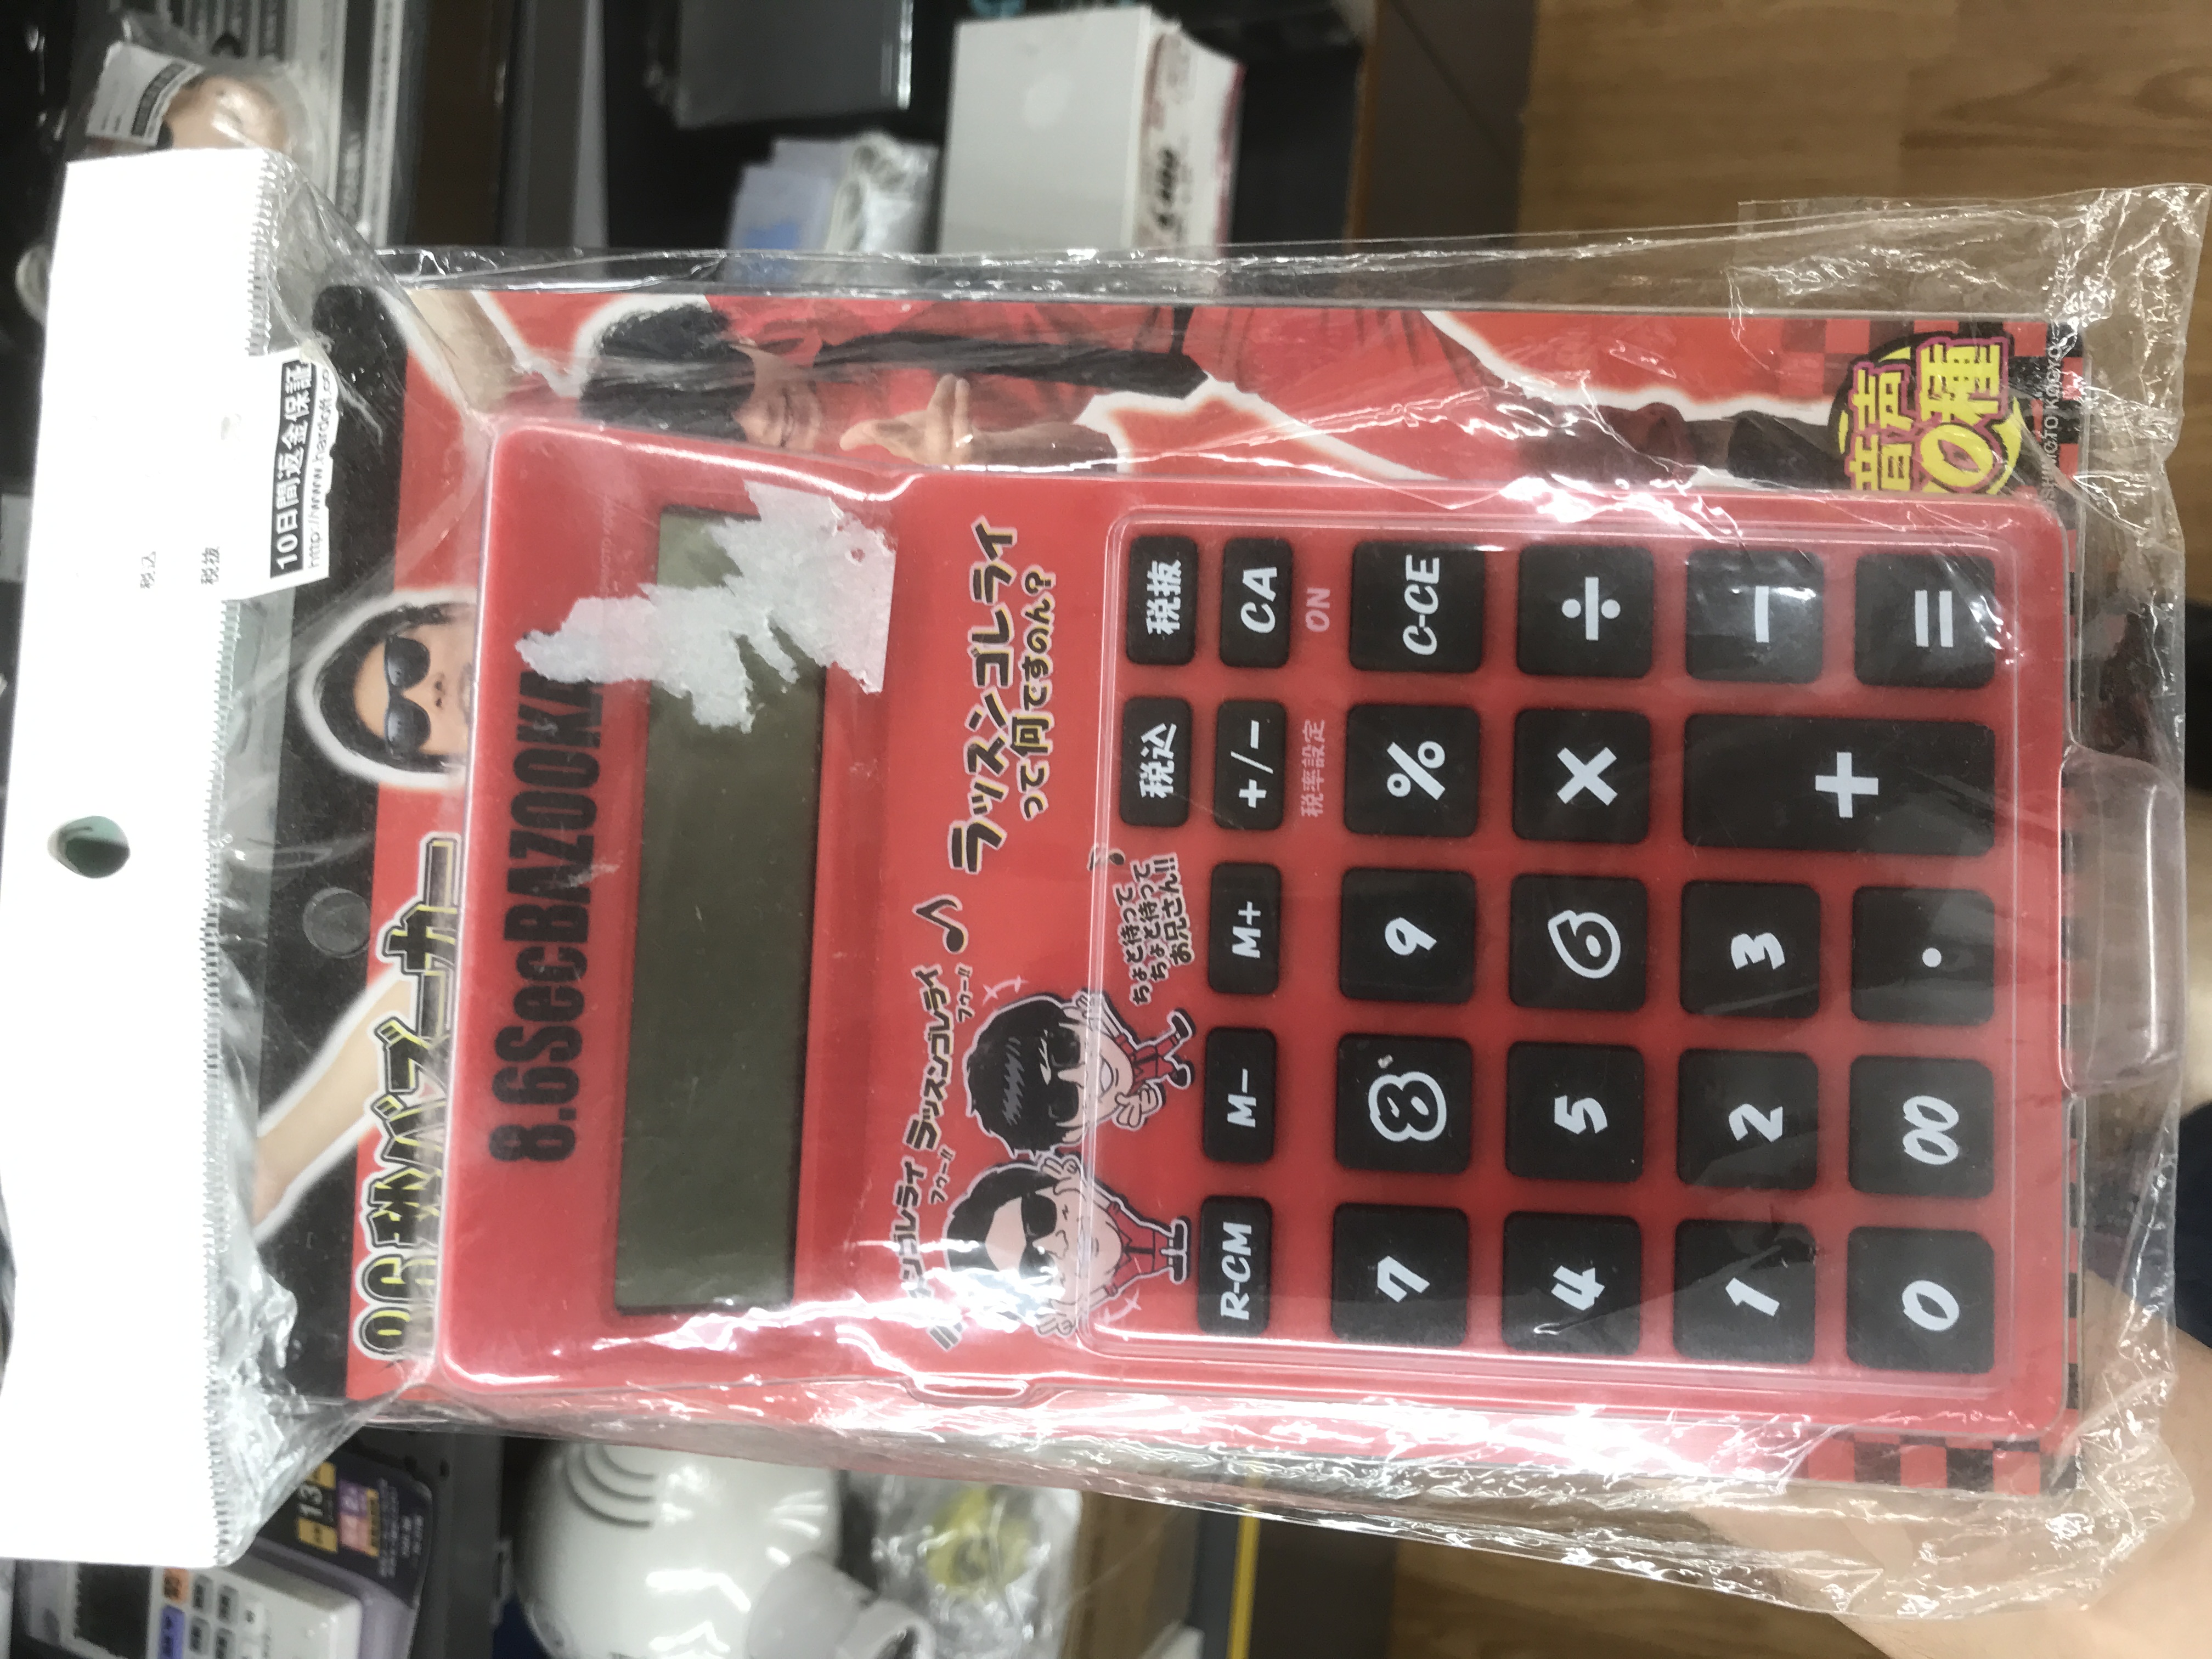 税込
税抜
10日間返金保証
http://www.hardoff.co
8.6秒バズーカー
8.6SecBAZOOKA
ラッスンゴレライ
フゥー!!
ラッスンゴレライ
フゥー!!
ラッスンゴレライ
って何ですのん？
ちょと待って
ちょと待って
お兄さん!!
税込 税抜
R-CM M− M+ +/− CA
税率設定 ON
7 8 9 % C-CE
4 5 6 × ÷
1 2 3 −
+
0 00 . =
音声
10種
YOSHIMOTO KOGYO
13